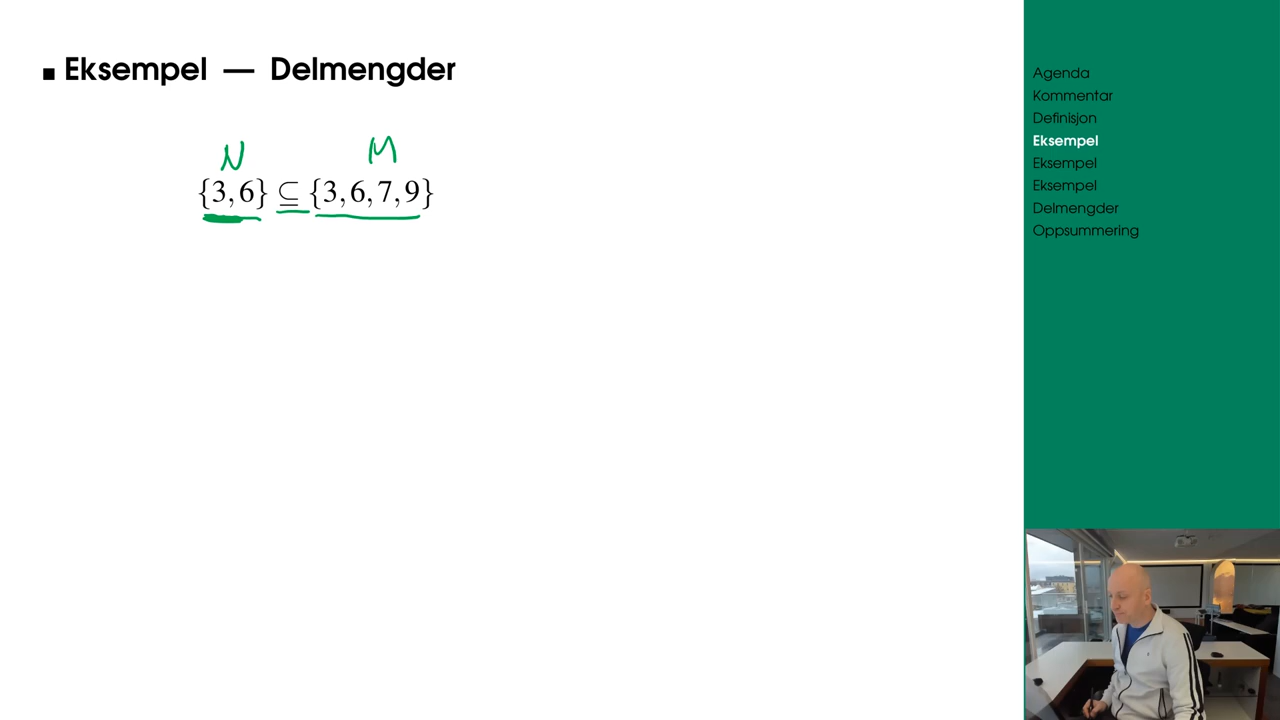 ▪ Eksempel — Delmengder
N M
{3,6} ⊆ {3,6,7,9}
Agenda
Kommentar
Definisjon
Eksempel
Eksempel
Eksempel
Delmengder
Oppsummering